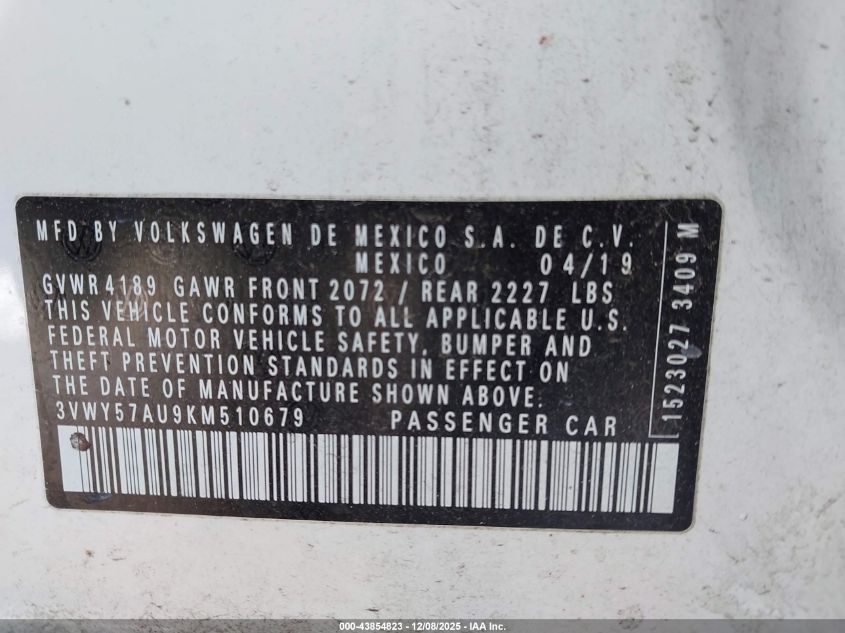 MFD BY VOLKSWAGEN DE MEXICO S.A. DE C.V.
MEXICO 04/19
GVWR 4189 GAWR FRONT 2072 / REAR 2227 LBS
THIS VEHICLE CONFORMS TO ALL APPLICABLE U.S.
FEDERAL MOTOR VEHICLE SAFETY, BUMPER AND
THEFT PREVENTION STANDARDS IN EFFECT ON
THE DATE OF MANUFACTURE SHOWN ABOVE.
3VWY57AU9KM510679 PASSENGER CAR
1523027 3409 M
000-43854823 - 12/08/2025 - IAA Inc.